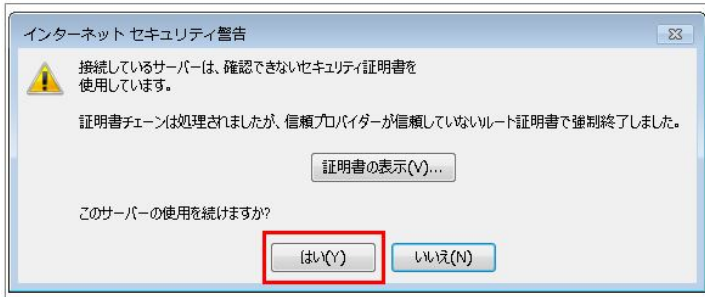 インターネット セキュリティ警告
接続しているサーバーは、確認できないセキュリティ証明書を
使用しています。
証明書チェーンは処理されましたが、信頼プロバイダーが信頼していないルート証明書で強制終了しました。
証明書の表示(V)...
このサーバーの使用を続けますか?
はい(Y)
いいえ(N)